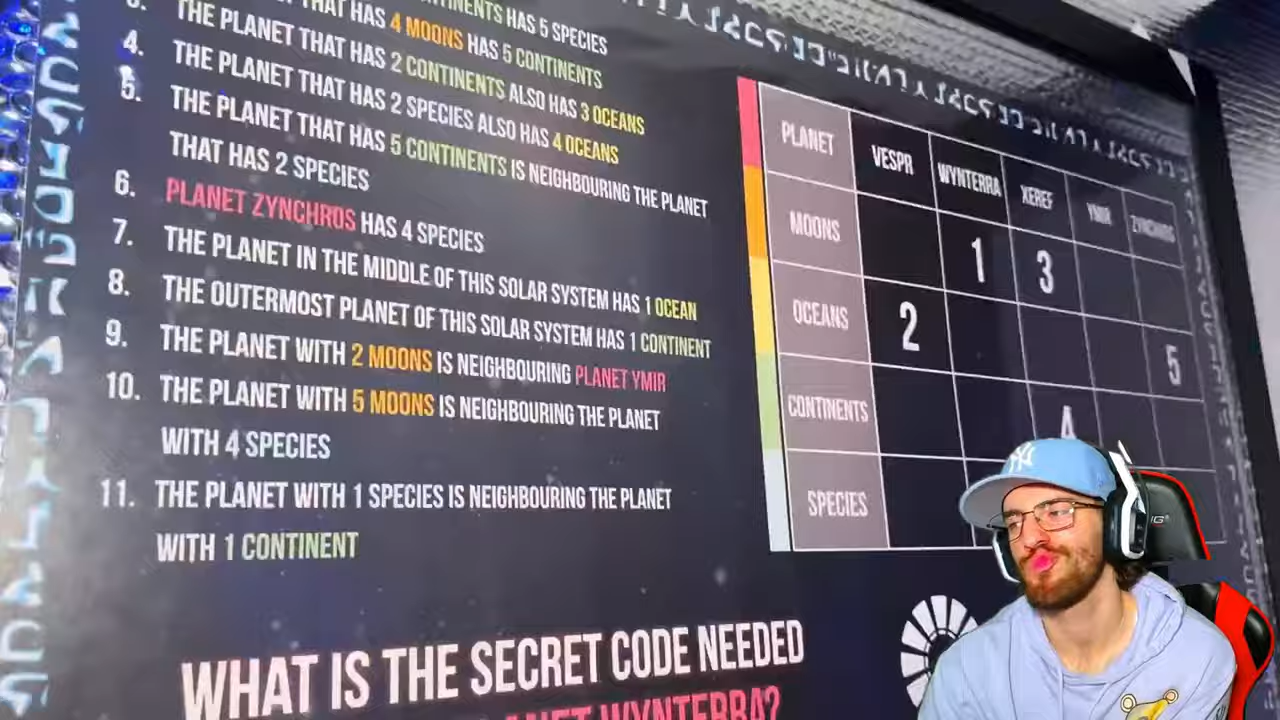 CONTINENTS HAS 5 SPECIES
THAT HAS 4 MOONS HAS 5 CONTINENTS
THE PLANET THAT HAS 2 CONTINENTS ALSO HAS 3 OCEANS
4. THE PLANET THAT HAS 2 SPECIES ALSO HAS 4 OCEANS
5. THE PLANET THAT HAS 5 CONTINENTS IS NEIGHBOURING THE PLANET
THAT HAS 2 SPECIES
6. PLANET ZYNCHROS HAS 4 SPECIES
7. THE PLANET IN THE MIDDLE OF THIS SOLAR SYSTEM HAS 1 OCEAN
8. THE OUTERMOST PLANET OF THIS SOLAR SYSTEM HAS 1 CONTINENT
9. THE PLANET WITH 2 MOONS IS NEIGHBOURING PLANET YMIR
10. THE PLANET WITH 5 MOONS IS NEIGHBOURING THE PLANET
WITH 4 SPECIES
11. THE PLANET WITH 1 SPECIES IS NEIGHBOURING THE PLANET
WITH 1 CONTINENT
WHAT IS THE SECRET CODE NEEDED
PLANET WYNTERRA?
PLANET VESPR WYNTERRA XEREF YMIR ZYNCHROS
MOONS 1 3
OCEANS 2 5
CONTINENTS 4
SPECIES
NY